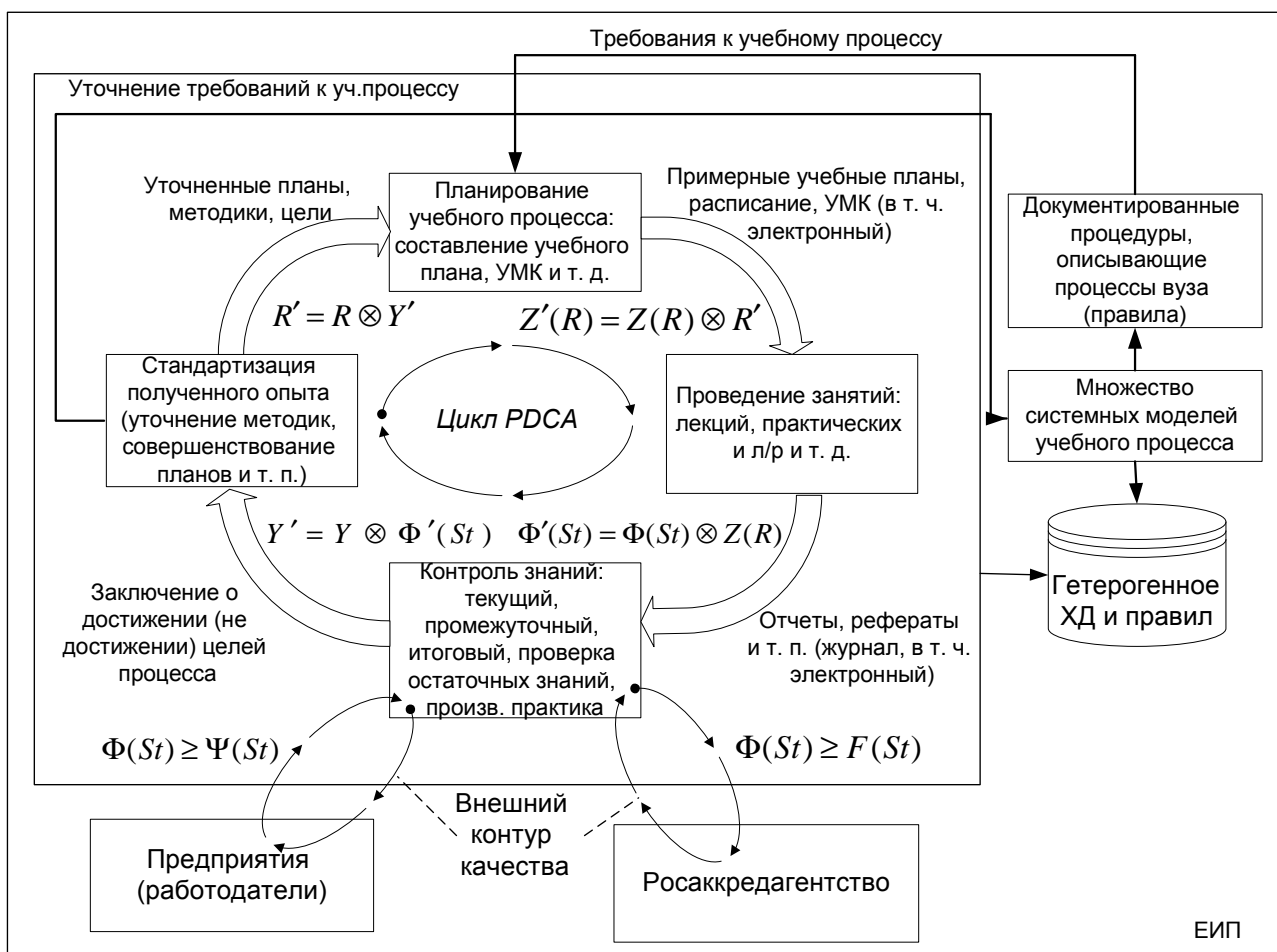 Требования к учебному процессу
Уточнение требований к уч.процессу
Уточненные планы,
методики, цели
Планирование
учебного процесса:
составление учебного
плана, УМК и т. д.
Примерные учебные планы,
расписание, УМК (в т. ч.
электронный)
Документированные
процедуры,
описывающие
процессы вуза
(правила)
R′ = R ⊗ Y′
Z′(R) = Z(R) ⊗ R′
Стандартизация
полученного опыта
(уточнение методик,
совершенствование
планов и т. п.)
Цикл PDCA
Проведение занятий:
лекций, практических
и л/р и т. д.
Множество
системных моделей
учебного процесса
Y′ = Y ⊗ Φ′(St)
Φ′(St) = Φ(St) ⊗ Z(R)
Гетерогенное
ХД и правил
Заключение о
достижении (не
достижении) целей
процесса
Контроль знаний:
текущий,
промежуточный,
итоговый, проверка
остаточных знаний,
произв. практика
Отчеты, рефераты
и т. п. (журнал, в т. ч.
электронный)
Φ(St) ≥ Ψ(St)
Φ(St) ≥ F(St)
Внешний
контур
качества
Предприятия
(работодатели)
Росаккредагентство
ЕИП